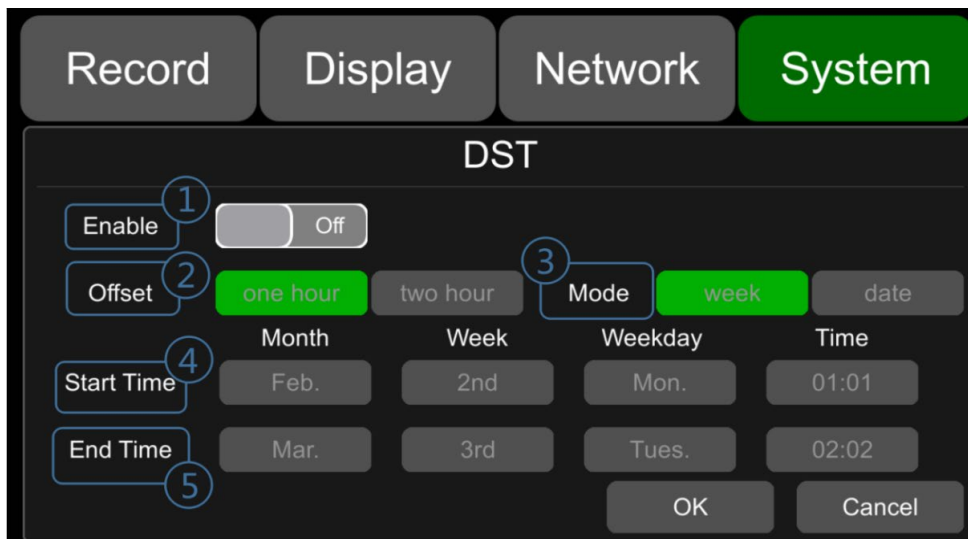 Record Display Network System
DST
Enable ① Off
Offset ② one hour two hour ③ Mode week date
Month Week Weekday Time
Start Time ④ Feb. 2nd Mon. 01:01
End Time ⑤ Mar. 3rd Tues. 02:02
OK Cancel